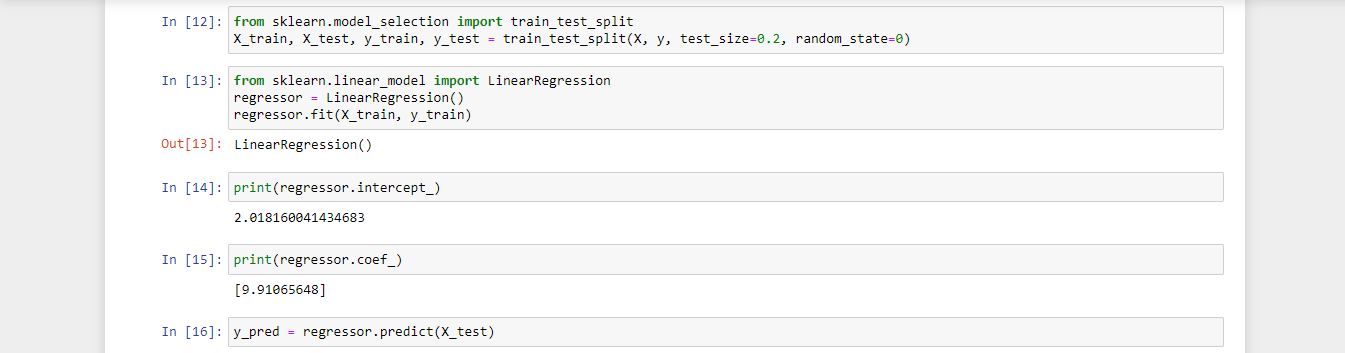 In [12]: from sklearn.model_selection import train_test_split
X_train, X_test, y_train, y_test = train_test_split(X, y, test_size=0.2, random_state=0)
In [13]: from sklearn.linear_model import LinearRegression
regressor = LinearRegression()
regressor.fit(X_train, y_train)
Out[13]: LinearRegression()
In [14]: print(regressor.intercept_)
2.018160041434683
In [15]: print(regressor.coef_)
[9.91065648]
In [16]: y_pred = regressor.predict(X_test)